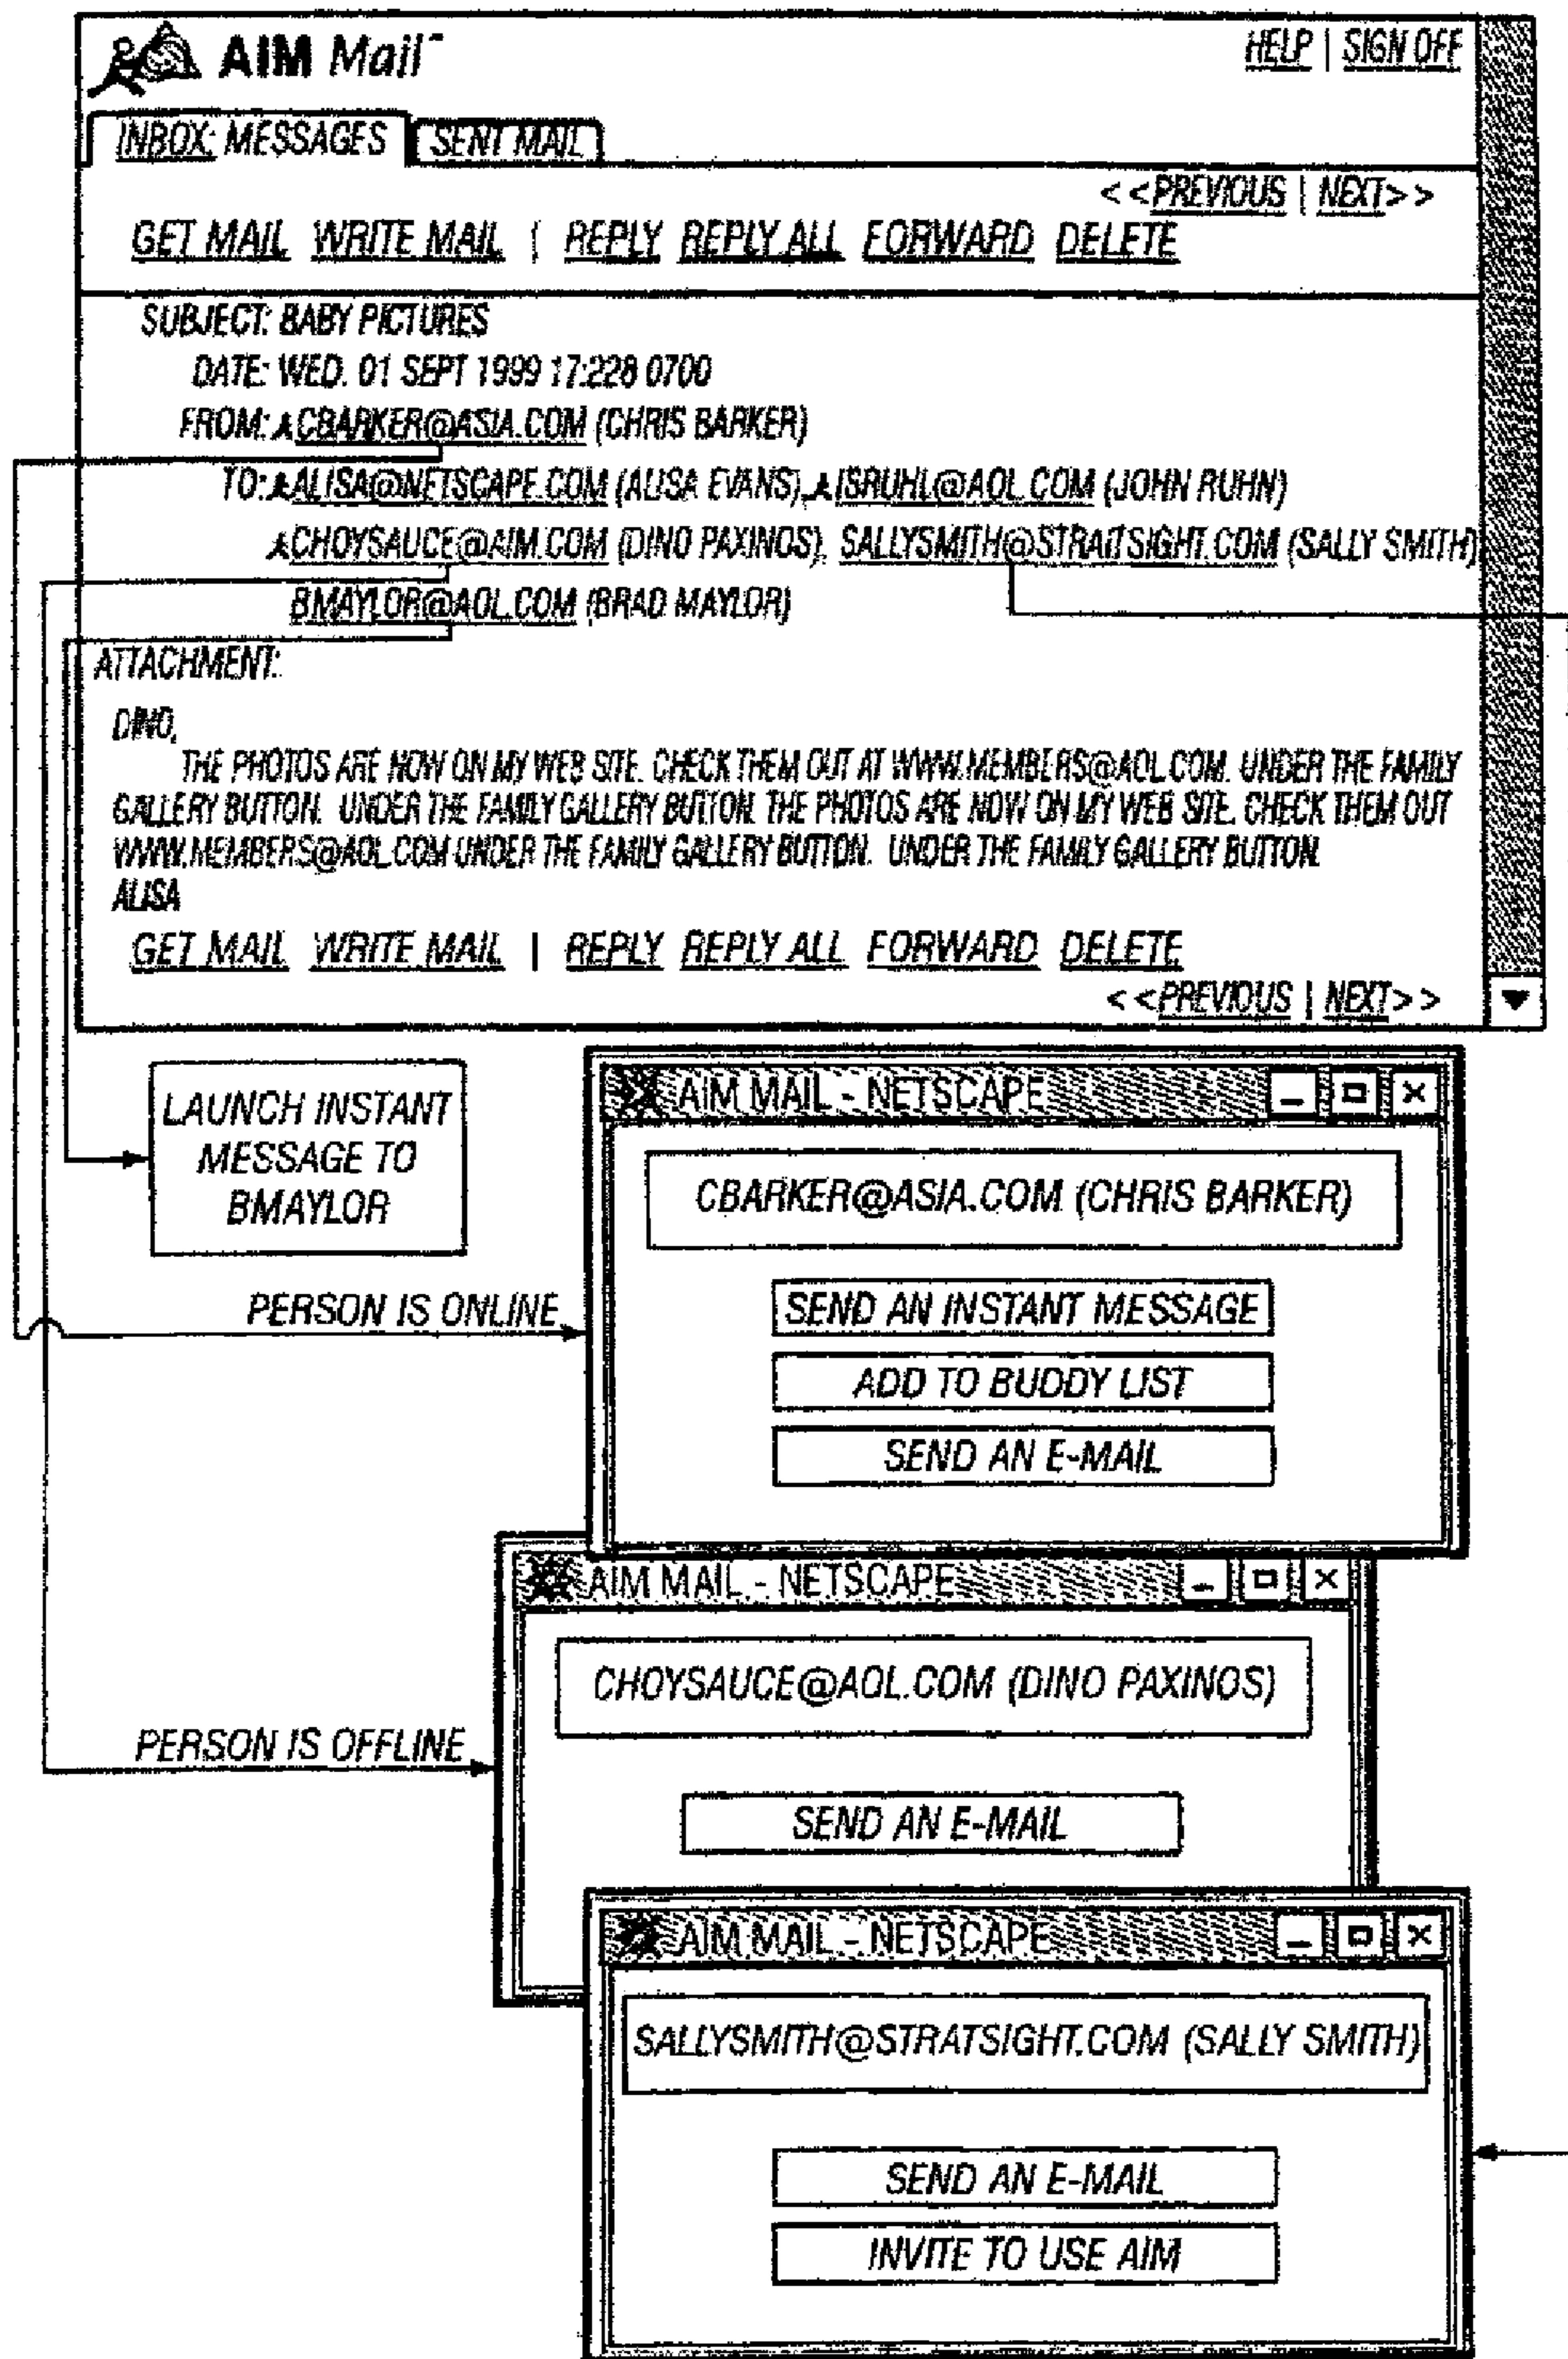 AIM Mail™
HELP | SIGN OFF
INBOX: MESSAGES SENT MAIL
<<PREVIOUS | NEXT>>
GET MAIL WRITE MAIL | REPLY REPLY ALL FORWARD DELETE
SUBJECT: BABY PICTURES
DATE: WED. 01 SEPT 1999 17:228 0700
FROM: CBARKER@ASIA.COM (CHRIS BARKER)
TO: ALISA@NETSCAPE.COM (ALISA EVANS), ISRUHL@AOL.COM (JOHN RUHN)
CHOYSAUCE@AIM.COM (DINO PAXINOS), SALLYSMITH@STRAITSIGHT.COM (SALLY SMITH)
BMAYLOR@AOL.COM (BRAD MAYLOR)
ATTACHMENT:
DINO,
THE PHOTOS ARE NOW ON MY WEB SITE. CHECK THEM OUT AT WWW.MEMBERS@AOL.COM. UNDER THE FAMILY
GALLERY BUTTON. UNDER THE FAMILY GALLERY BUTTON. THE PHOTOS ARE NOW ON MY WEB SITE. CHECK THEM OUT
WWW.MEMBERS@AOL.COM UNDER THE FAMILY GALLERY BUTTON. UNDER THE FAMILY GALLERY BUTTON.
ALISA
GET MAIL WRITE MAIL | REPLY REPLY ALL FORWARD DELETE
<<PREVIOUS | NEXT>>
LAUNCH INSTANT
MESSAGE TO
BMAYLOR
AIM MAIL - NETSCAPE
CBARKER@ASIA.COM (CHRIS BARKER)
PERSON IS ONLINE
SEND AN INSTANT MESSAGE
ADD TO BUDDY LIST
SEND AN E-MAIL
AIM MAIL - NETSCAPE
CHOYSAUCE@AOL.COM (DINO PAXINOS)
PERSON IS OFFLINE
SEND AN E-MAIL
AIM MAIL - NETSCAPE
SALLYSMITH@STRATSIGHT.COM (SALLY SMITH)
SEND AN E-MAIL
INVITE TO USE AIM